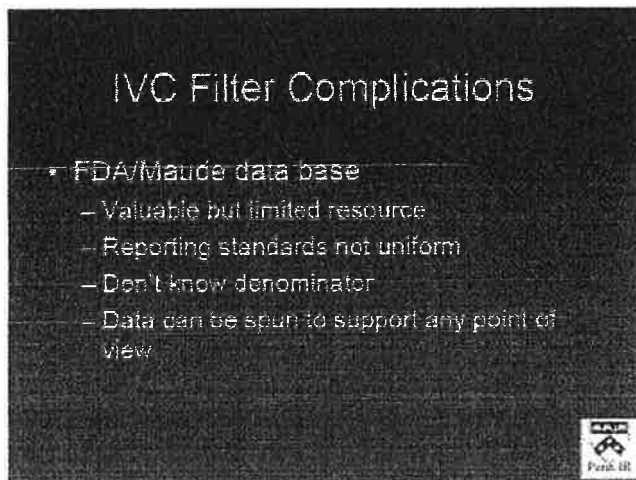 IVC Filter Complications
• FDA/Maude data base
– Valuable but limited resource
– Reporting standards not uniform
– Don't know denominator
– Data can be spun to support any point of
view
Penn IR